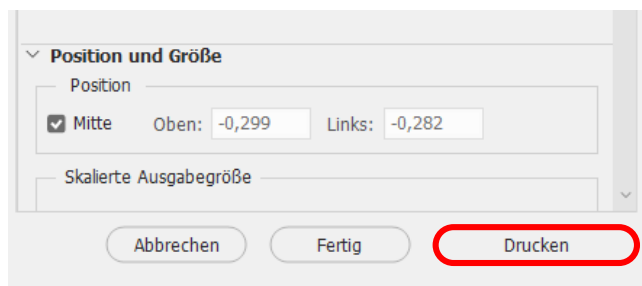 Position und Größe
Position
Mitte Oben: -0,299 Links: -0,282
Skalierte Ausgabegröße
Abbrechen Fertig Drucken